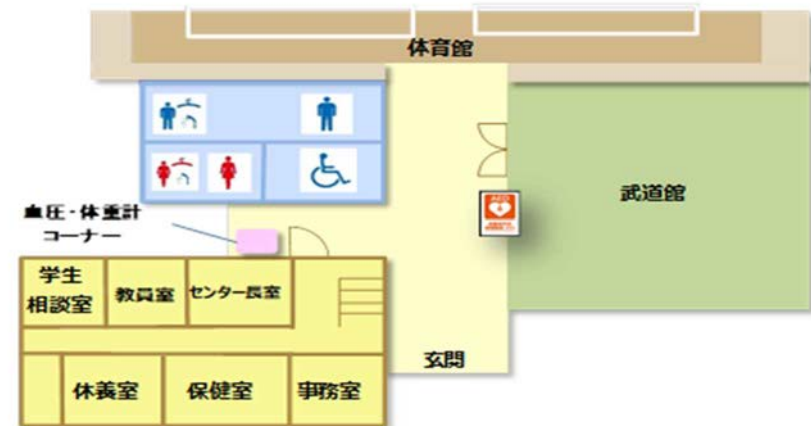 体育館
武道館
AED
血圧・体重計
コーナー
学生
相談室
教員室
センター長室
玄関
休養室
保健室
事務室